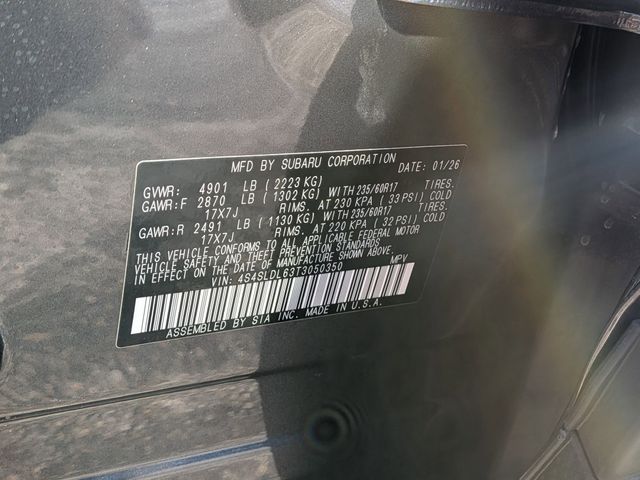 MFD BY SUBARU CORPORATION DATE: 01/26
GVWR: 4901 LB (2223 KG)
GAWR:F 2870 LB (1302 KG) WITH 235/60R17 TIRES.
17X7J RIMS. AT 230 KPA (33 PSI) COLD
GAWR:R 2491 LB (1130 KG) WITH 235/60R17 TIRES.
17X7J RIMS. AT 220 KPA (32 PSI) COLD
THIS VEHICLE CONFORMS TO ALL APPLICABLE FEDERAL MOTOR
VEHICLE SAFETY AND THEFT PREVENTION STANDARDS
IN EFFECT ON THE DATE OF MANUFACTURE SHOWN ABOVE.
VIN: 4S4SLDL63T3050350 MPV
ASSEMBLED BY SIA INC. MADE IN U.S.A.